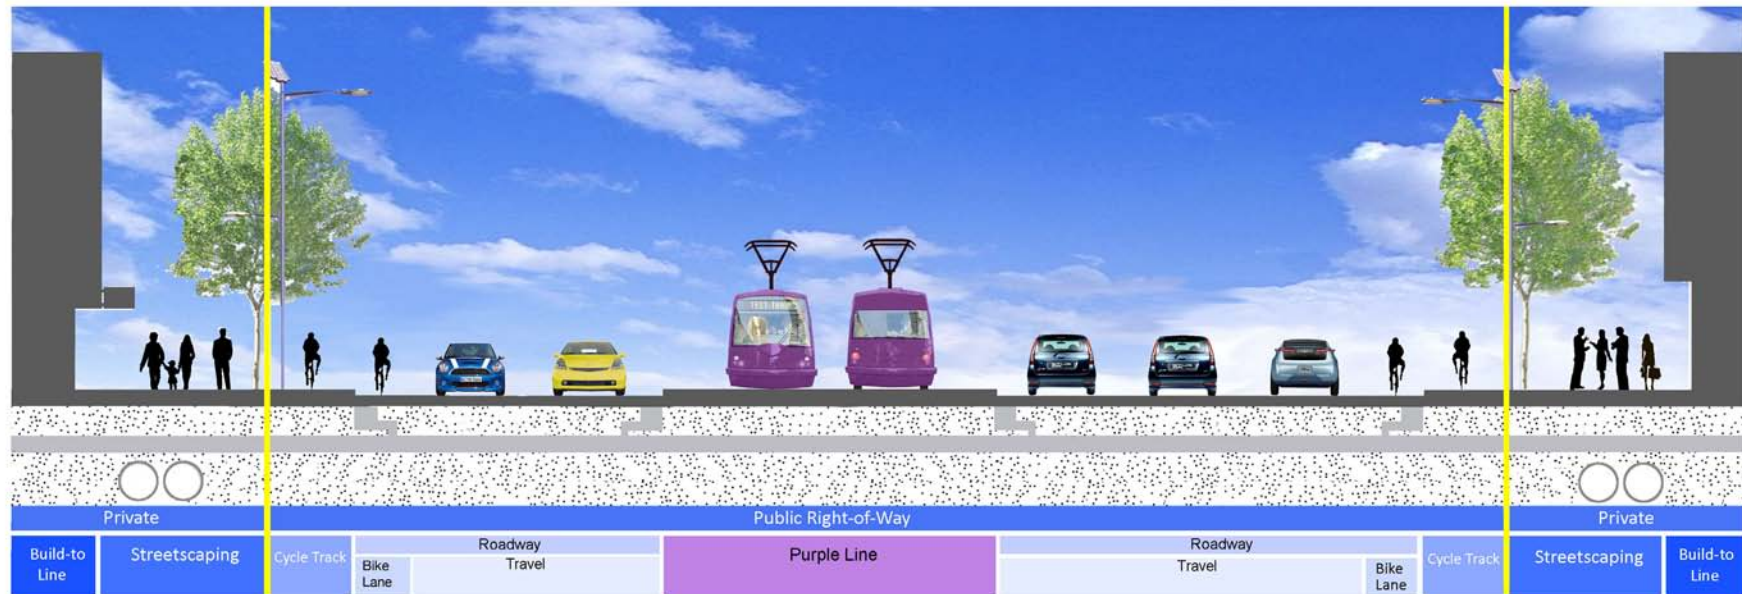 Private
Public Right-of-Way
Private
Build-to
Line
Streetscaping
Cycle Track
Roadway
Bike
Lane
Travel
Purple Line
Roadway
Travel
Bike
Lane
Cycle Track
Streetscaping
Build-to
Line